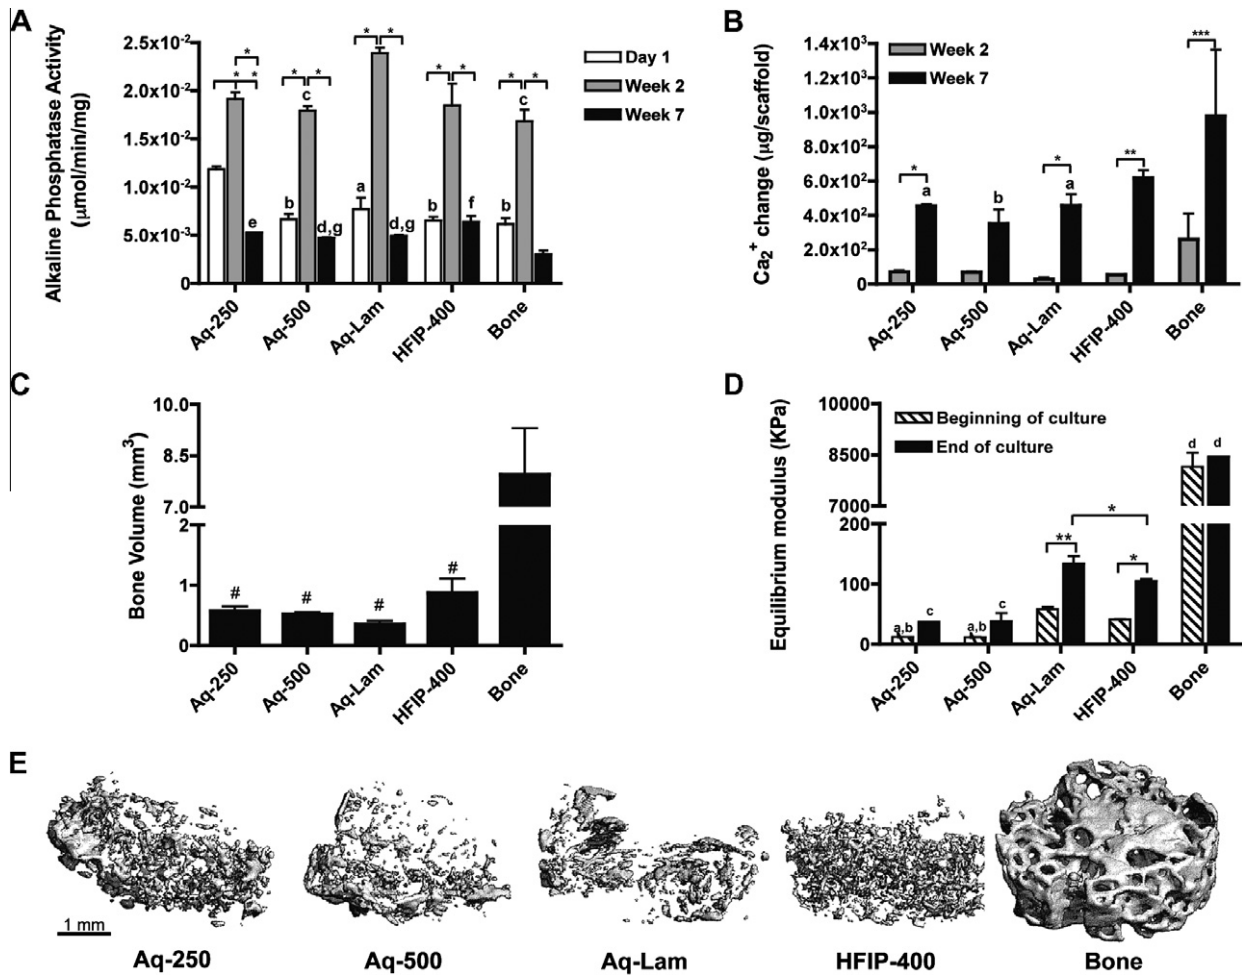 A
Alkaline Phosphatase Activity
(μmol/min/mg)
2.5x10-2
2.0x10-2
1.5x10-2
1.0x10-2
5.0x10-3
0
* * *
* *
* *
* *
* *
c
c
b
a
b
b
e
d,g
d,g
f
Day 1
Week 2
Week 7
Aq-250
Aq-500
Aq-Lam
HFIP-400
Bone
B
Ca2+ change (μg/scaffold)
1.4x103
1.2x103
1.0x103
8.0x102
6.0x102
4.0x102
2.0x102
0
Week 2
Week 7
*
a
b
*
a
**
***
Aq-250
Aq-500
Aq-Lam
HFIP-400
Bone
C
Bone Volume (mm3)
10.0
8.5
7.0
2
1
0
#
#
#
#
Aq-250
Aq-500
Aq-Lam
HFIP-400
Bone
D
Equilibrium modulus (KPa)
10000
8500
7000
200
100
0
Beginning of culture
End of culture
a,b
c
a,b
c
**
*
*
d
d
Aq-250
Aq-500
Aq-Lam
HFIP-400
Bone
E
1 mm
Aq-250
Aq-500
Aq-Lam
HFIP-400
Bone